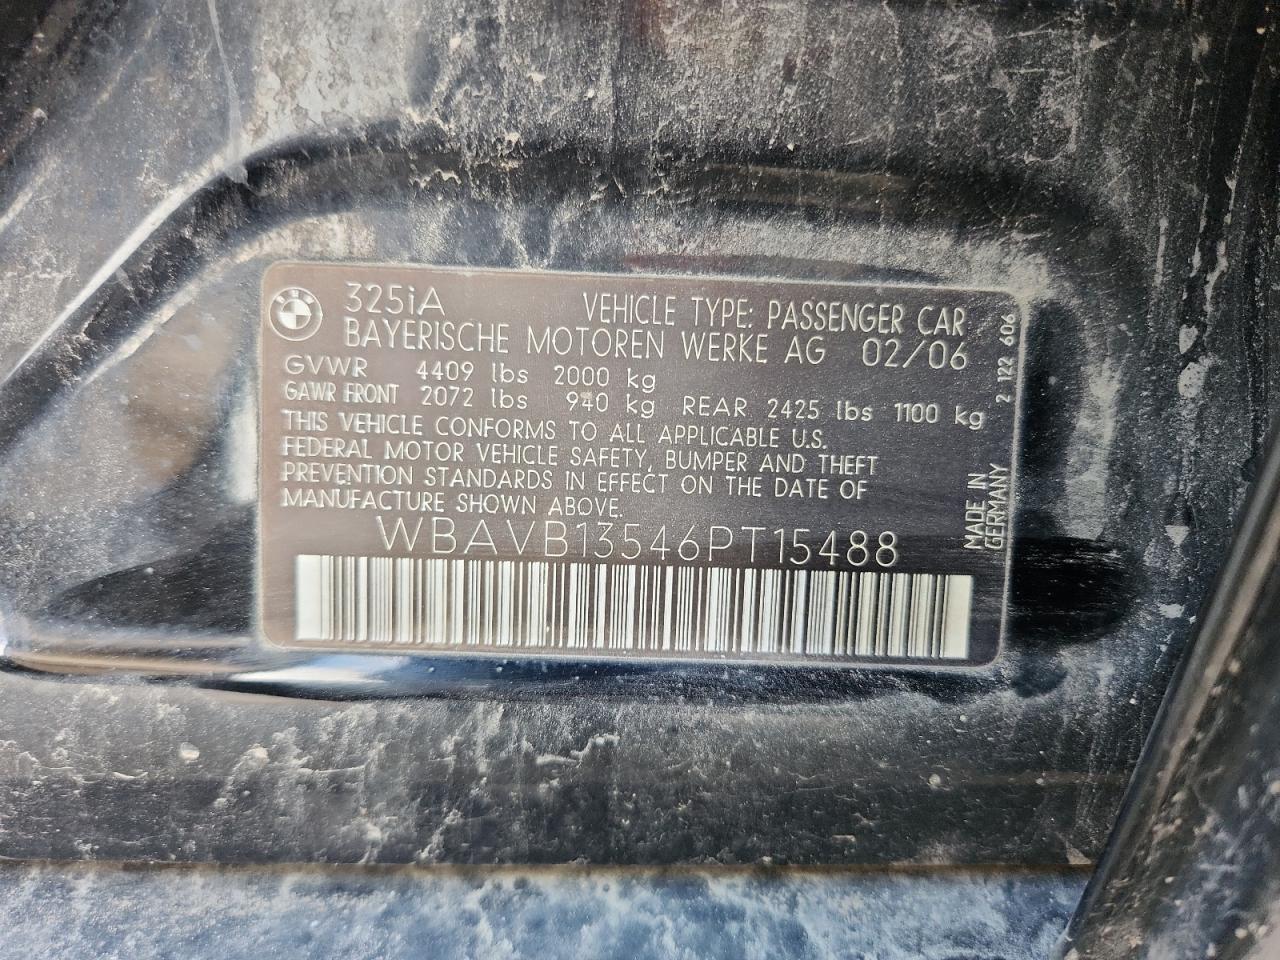 325iA VEHICLE TYPE: PASSENGER CAR
BAYERISCHE MOTOREN WERKE AG 02/06
GVWR 4409 lbs 2000 kg
GAWR FRONT 2072 lbs 940 kg REAR 2425 lbs 1100 kg
THIS VEHICLE CONFORMS TO ALL APPLICABLE U.S.
FEDERAL MOTOR VEHICLE SAFETY, BUMPER AND THEFT
PREVENTION STANDARDS IN EFFECT ON THE DATE OF
MANUFACTURE SHOWN ABOVE.
WBAVB13546PT15488
MADE IN
GERMANY
2 122 606